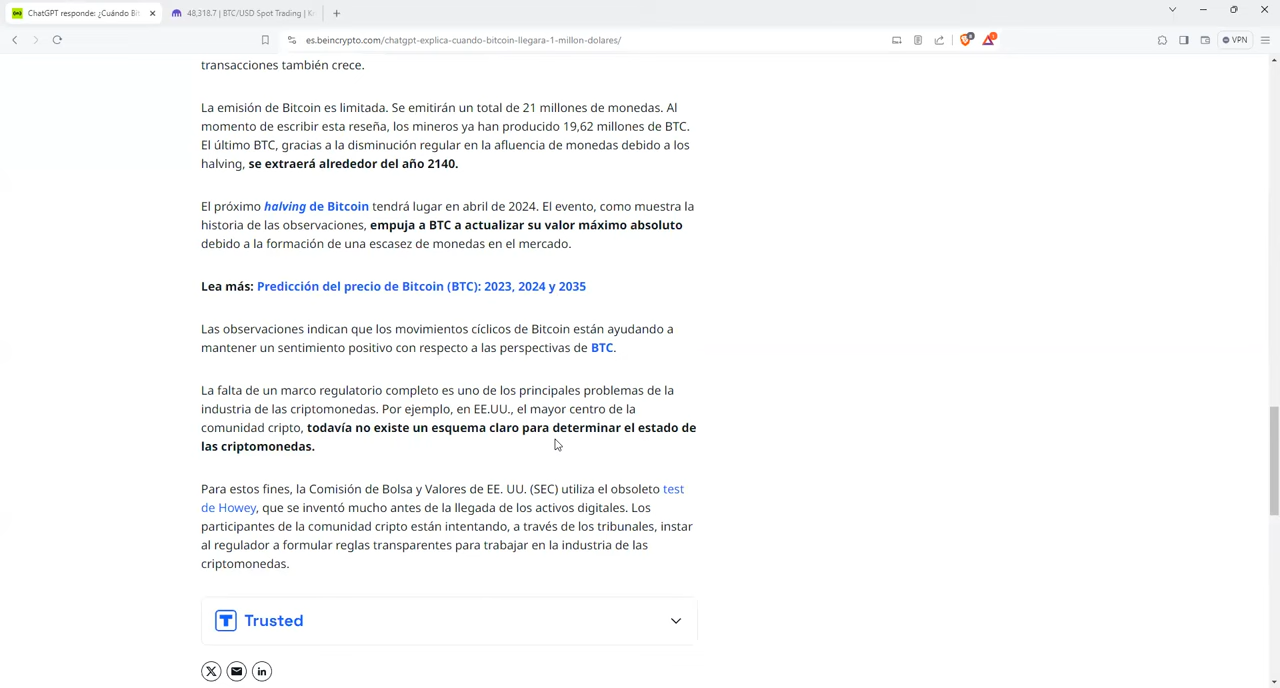 ChatGPT responde: ¿Cuándo Bi
48,318.7 | BTC/USD Spot Trading |
es.beincrypto.com/chatgpt-explica-cuando-bitcoin-llegara-1-millon-dolares/
VPN
transacciones también crece.
La emisión de Bitcoin es limitada. Se emitirán un total de 21 millones de monedas. Al
momento de escribir esta reseña, los mineros ya han producido 19,62 millones de BTC.
El último BTC, gracias a la disminución regular en la afluencia de monedas debido a los
halving, se extraerá alrededor del año 2140.
El próximo halving de Bitcoin tendrá lugar en abril de 2024. El evento, como muestra la
historia de las observaciones, empuja a BTC a actualizar su valor máximo absoluto
debido a la formación de una escasez de monedas en el mercado.
Lea más: Predicción del precio de Bitcoin (BTC): 2023, 2024 y 2035
Las observaciones indican que los movimientos cíclicos de Bitcoin están ayudando a
mantener un sentimiento positivo con respecto a las perspectivas de BTC.
La falta de un marco regulatorio completo es uno de los principales problemas de la
industria de las criptomonedas. Por ejemplo, en EE.UU., el mayor centro de la
comunidad cripto, todavía no existe un esquema claro para determinar el estado de
las criptomonedas.
Para estos fines, la Comisión de Bolsa y Valores de EE. UU. (SEC) utiliza el obsoleto test
de Howey, que se inventó mucho antes de la llegada de los activos digitales. Los
participantes de la comunidad cripto están intentando, a través de los tribunales, instar
al regulador a formular reglas transparentes para trabajar en la industria de las
criptomonedas.
Trusted